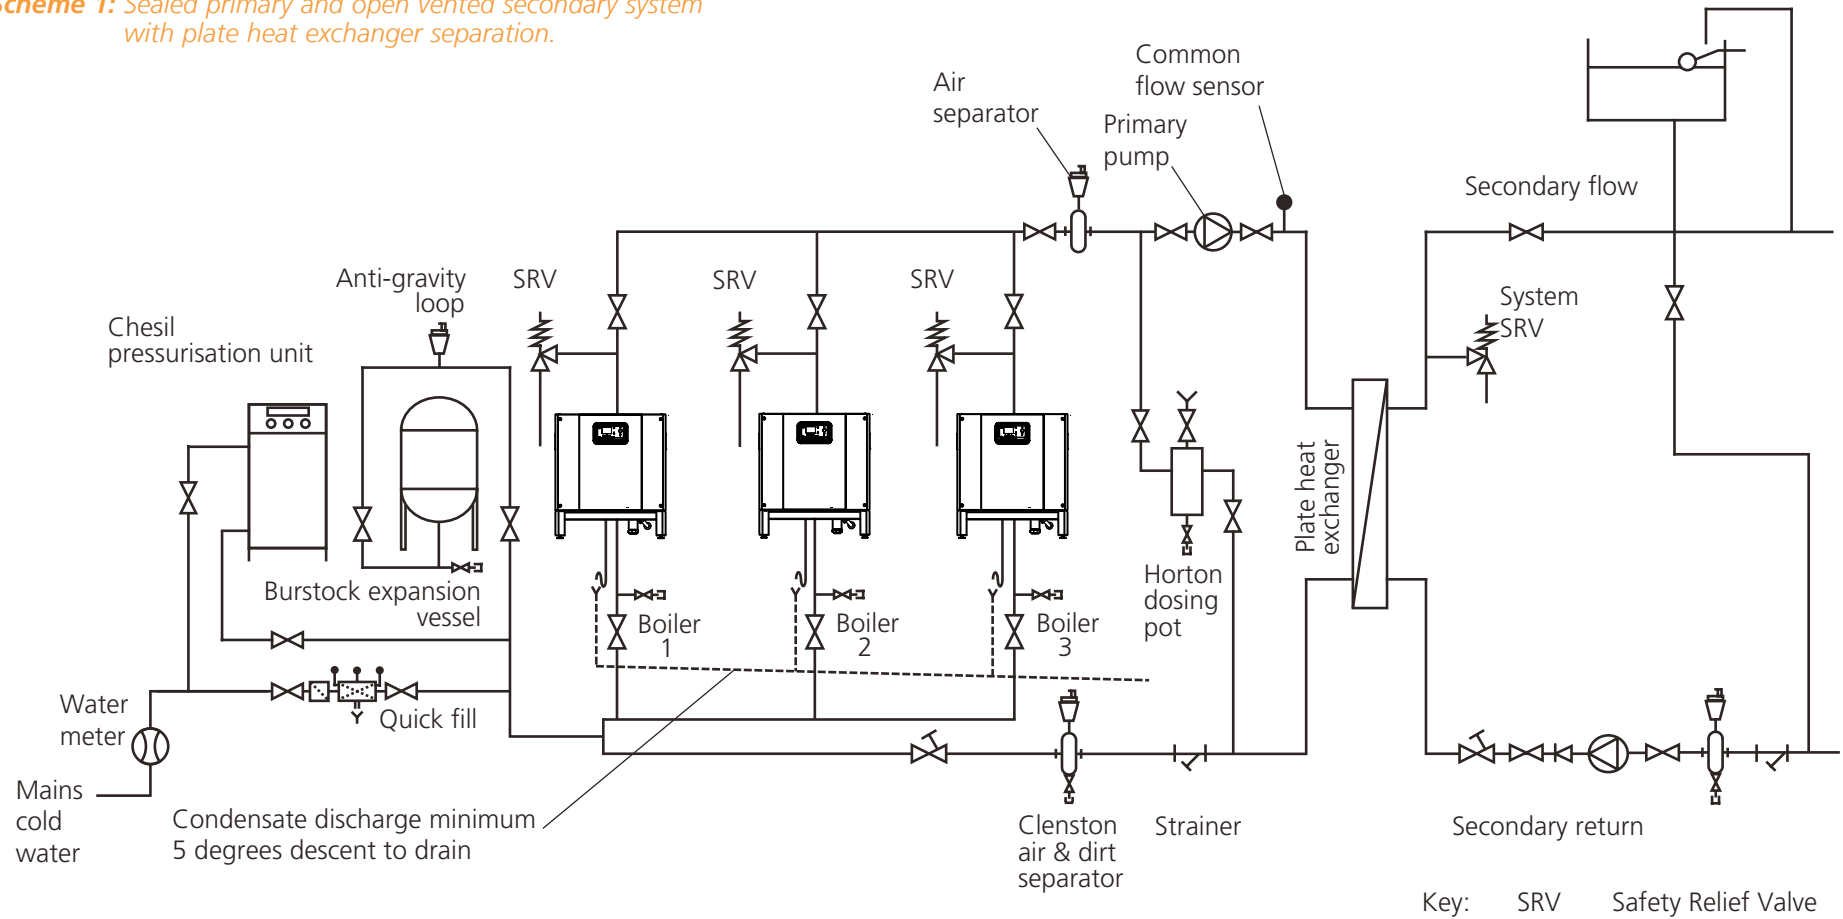 Scheme 1: Sealed primary and open vented secondary system
with plate heat exchanger separation.
Common
flow sensor
Air
separator
Primary
pump
Secondary flow
Anti-gravity
loop
SRV
SRV
SRV
System
SRV
Chesil
pressurisation unit
Plate heat
exchanger
Burstock expansion
vessel
Horton
dosing
pot
Boiler
1
Boiler
2
Boiler
3
Water
meter
Quick fill
Mains
cold
water
Condensate discharge minimum
5 degrees descent to drain
Clenston
air & dirt
separator
Strainer
Secondary return
Key: SRV Safety Relief Valve